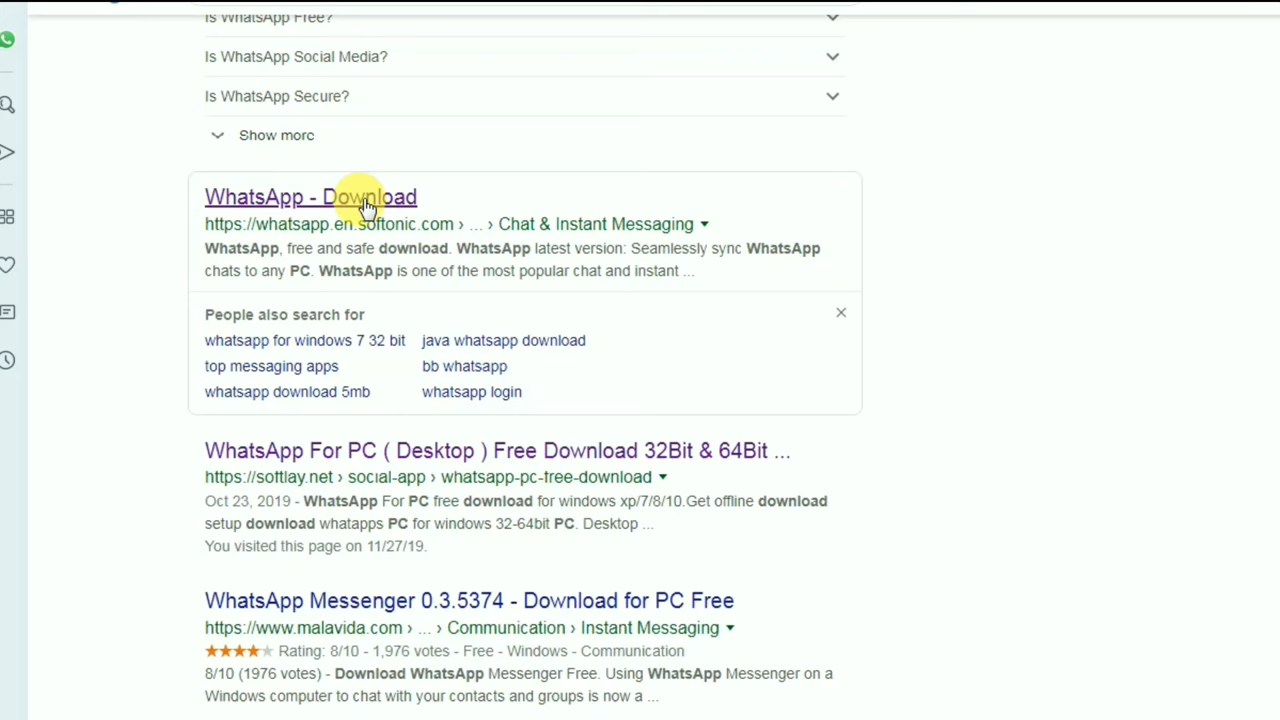 Is WhatsApp Free?
Is WhatsApp Social Media?
Is WhatsApp Secure?
Show more
WhatsApp - Download
https://whatsapp.en.softonic.com › ... › Chat & Instant Messaging
WhatsApp, free and safe download. WhatsApp latest version: Seamlessly sync WhatsApp
chats to any PC. WhatsApp is one of the most popular chat and instant ...
People also search for
whatsapp for windows 7 32 bit java whatsapp download
top messaging apps bb whatsapp
whatsapp download 5mb whatsapp login
WhatsApp For PC ( Desktop ) Free Download 32Bit & 64Bit ...
https://softlay.net › social-app › whatsapp-pc-free-download
Oct 23, 2019 - WhatsApp For PC free download for windows xp/7/8/10.Get offline download
setup download whatapps PC for windows 32-64bit PC. Desktop ...
You visited this page on 11/27/19.
WhatsApp Messenger 0.3.5374 - Download for PC Free
https://www.malavida.com › ... › Communication › Instant Messaging
Rating: 8/10 - 1,976 votes - Free - Windows - Communication
8/10 (1976 votes) - Download WhatsApp Messenger Free. Using WhatsApp Messenger on a
Windows computer to chat with your contacts and groups is now a ...